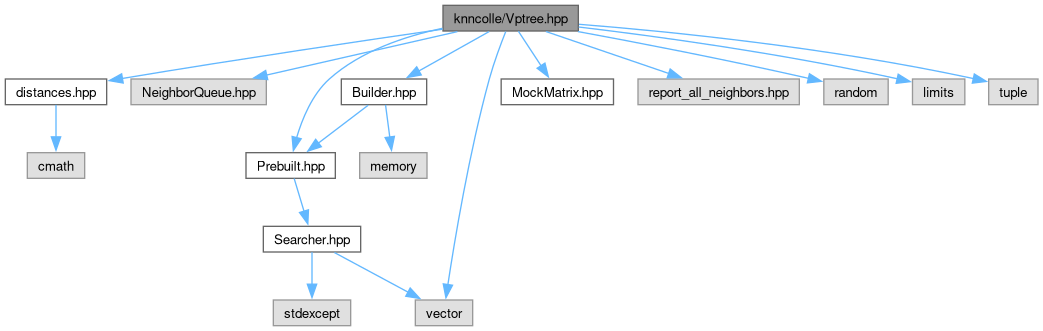 knncolle/Vptree.hpp
distances.hpp
NeighborQueue.hpp
Builder.hpp
MockMatrix.hpp
report_all_neighbors.hpp
random
limits
tuple
cmath
Prebuilt.hpp
memory
Searcher.hpp
stdexcept
vector